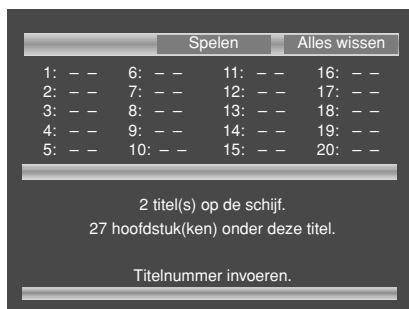 Spelen Alles wissen
1: – – 6: – – 11: – – 16: – –
2: – – 7: – – 12: – – 17: – –
3: – – 8: – – 13: – – 18: – –
4: – – 9: – – 14: – – 19: – –
5: – – 10: – – 15: – – 20: – –
2 titel(s) op de schijf.
27 hoofdstuk(ken) onder deze titel.
Titelnummer invoeren.